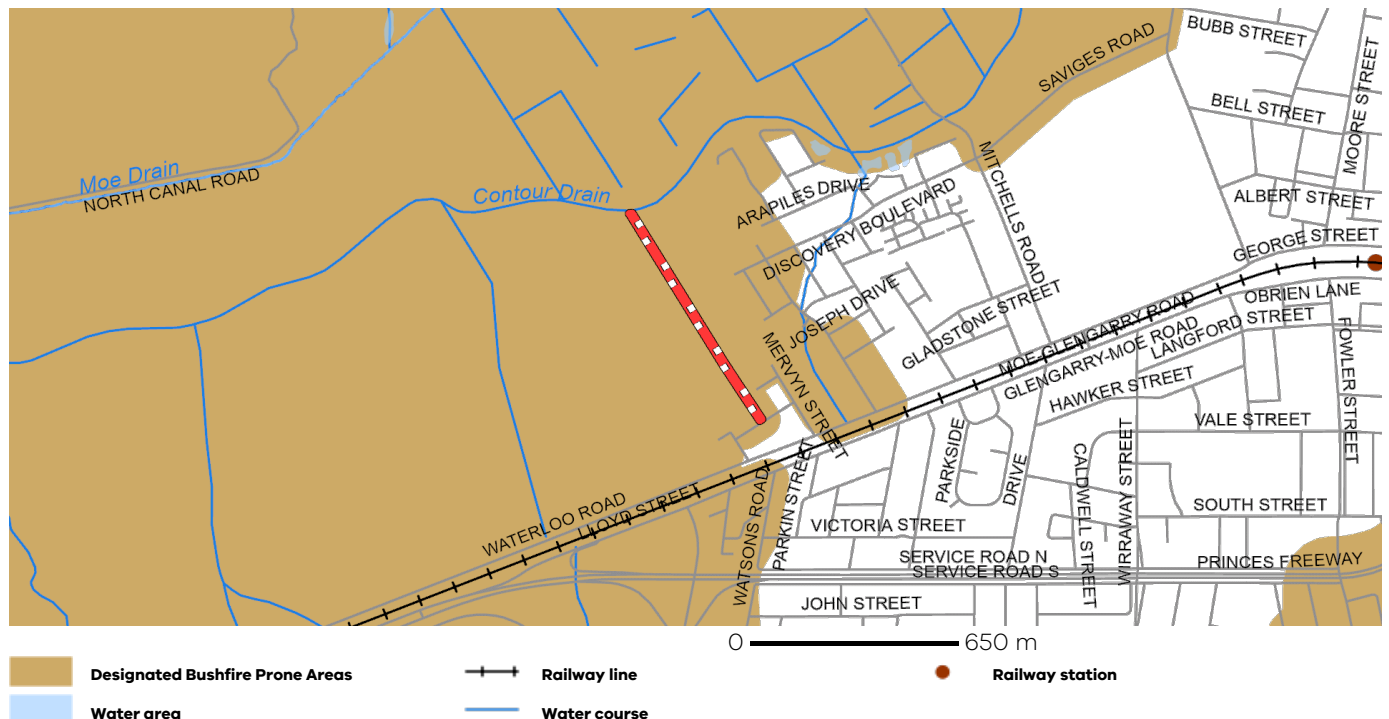 BUBB STREET
SAVIGES ROAD
MOORE STREET
BELL STREET
Moe Drain
NORTH CANAL ROAD
Contour Drain
MITCHELLS ROAD
ARAPILES DRIVE
ALBERT STREET
DISCOVERY BOULEVARD
GEORGE STREET
JOSEPH DRIVE
GLADSTONE STREET
OBRIEN LANE
MOE-GLENGARRY ROAD
GLENGARRY-MOE ROAD
LANGFORD STREET
FOWLER STREET
MERVYN STREET
HAWKER STREET
VALE STREET
PARKSIDE DRIVE
CALDWELL STREET
WIRRAWAY STREET
PARKIN STREET
WATSONS ROAD
WATERLOO ROAD
LLOYD STREET
VICTORIA STREET
SOUTH STREET
SERVICE ROAD N
SERVICE ROAD S
PRINCES FREEWAY
JOHN STREET
0 650 m
Designated Bushfire Prone Areas
Railway line
Railway station
Water area
Water course